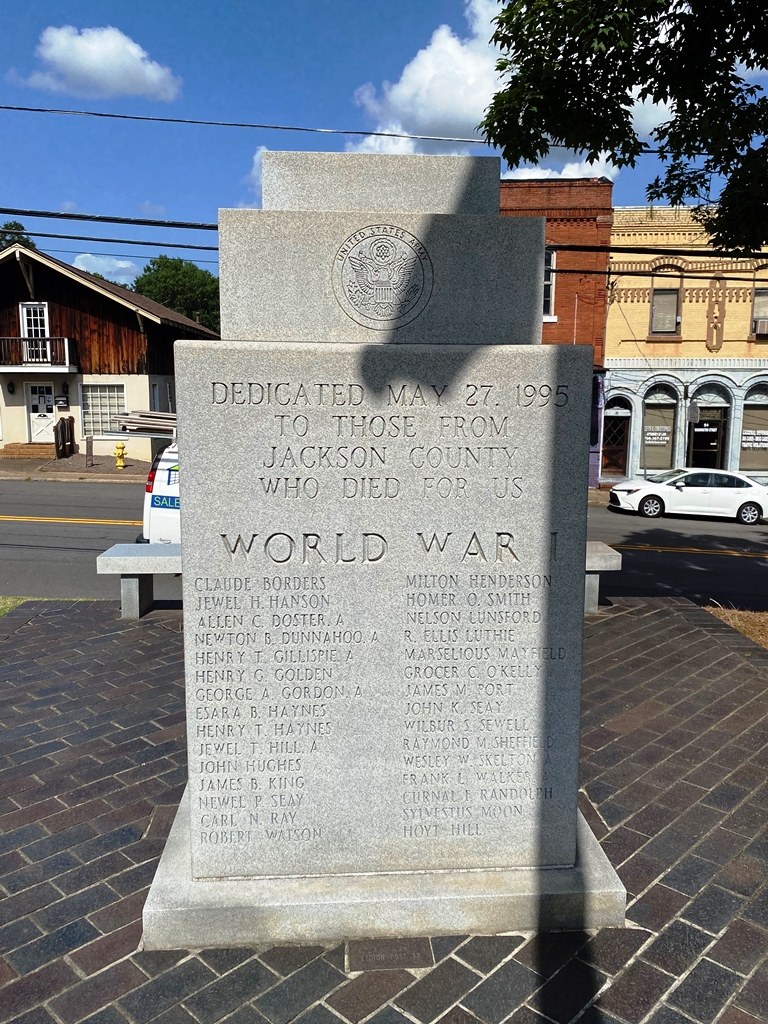 UNITED STATES ARMY
DEDICATED MAY 27, 1995
TO THOSE FROM
JACKSON COUNTY
WHO DIED FOR US
WORLD WAR I
CLAUDE BORDERS
JEWEL H. HANSON
ALLEN C. DOSTER, A
NEWTON B. DUNNAHOO, A
HENRY T. GILLISPIE, A
HENRY G. GOLDEN
GEORGE A. GORDON, A
ESARA B. HAYNES
HENRY T. HAYNES
JEWEL T. HILL, A
JOHN HUGHES
JAMES B. KING
NEWEL P. SEAY
CARL N. RAY
ROBERT WATSON
MILTON HENDERSON
HOMER O. SMITH
NELSON LUNSFORD
R. ELLIS LUTHIE
MARSELIOUS MAYFIELD
GROCER C. O'KELLY
JAMES M. FORT
JOHN K. SEAY
WILBUR S. SEWELL
RAYMOND M. SHEFFIELD
WESLEY W. SKELTON, A
FRANK L. WALKER, A
CURNAL F. RANDOLPH
SYLVESTUS MOON
HOYT HILL
SALE